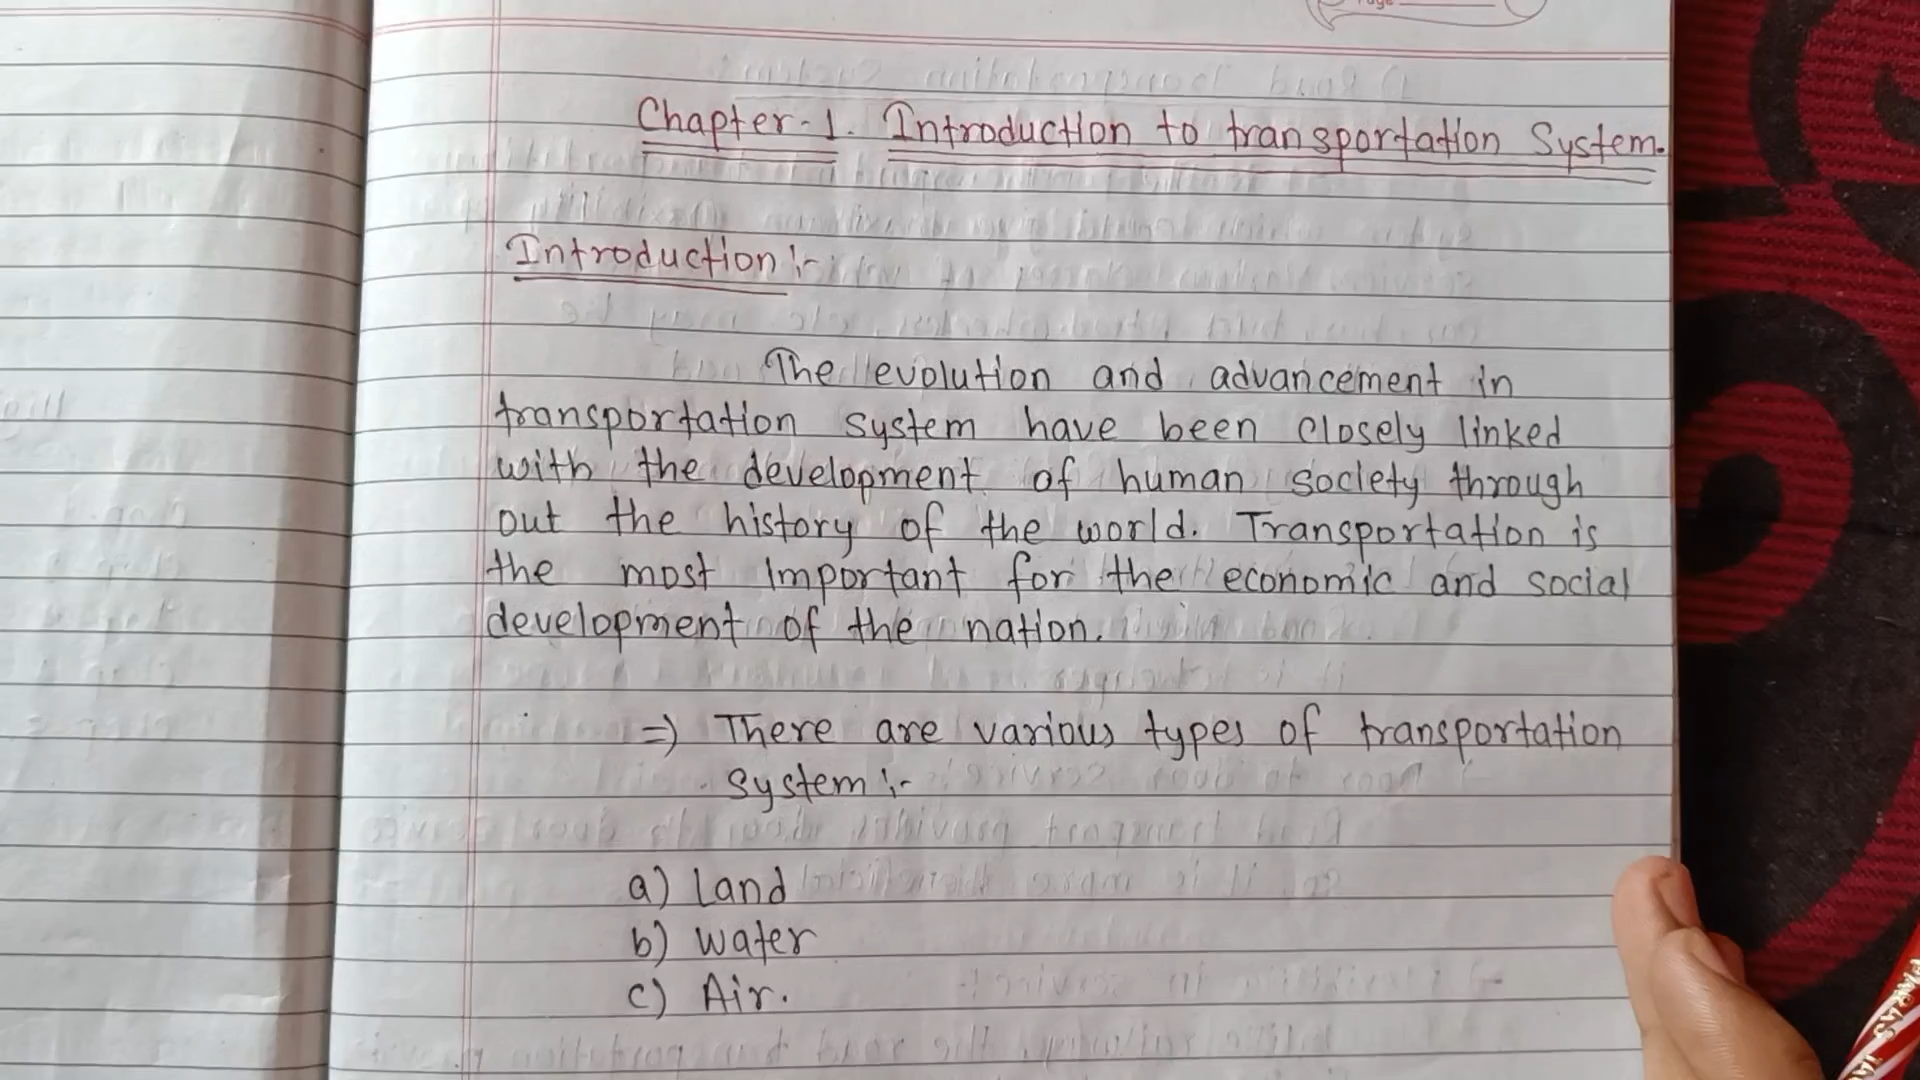 Chapter-1. Introduction to transportation System.
Introduction :-
The evolution and advancement in
transportation system have been closely linked
with the development of human society through
out the history of the world. Transportation is
the most important for the economic and social
development of the nation.
=) There are various types of transportation
system :-
a) Land
b) water
c) Air.